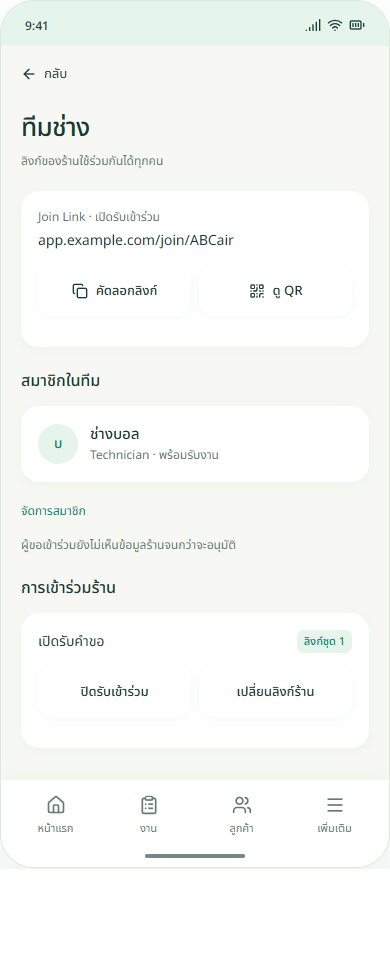 9:41
กลับ
ทีมช่าง
ลิงก์ของร้านใช้ร่วมกันได้ทุกคน
Join Link · เปิดรับเข้าร่วม
app.example.com/join/ABCair
คัดลอกลิงก์
ดู QR
สมาชิกในทีม
บ
ช่างบอล
Technician · พร้อมรับงาน
จัดการสมาชิก
ผู้ขอเข้าร่วมยังไม่เห็นข้อมูลร้านจนกว่าจะอนุมัติ
การเข้าร่วมร้าน
เปิดรับคำขอ
ลิงก์ชุด 1
ปิดรับเข้าร่วม
เปลี่ยนลิงก์ร้าน
หน้าแรก
งาน
ลูกค้า
เพิ่มเติม